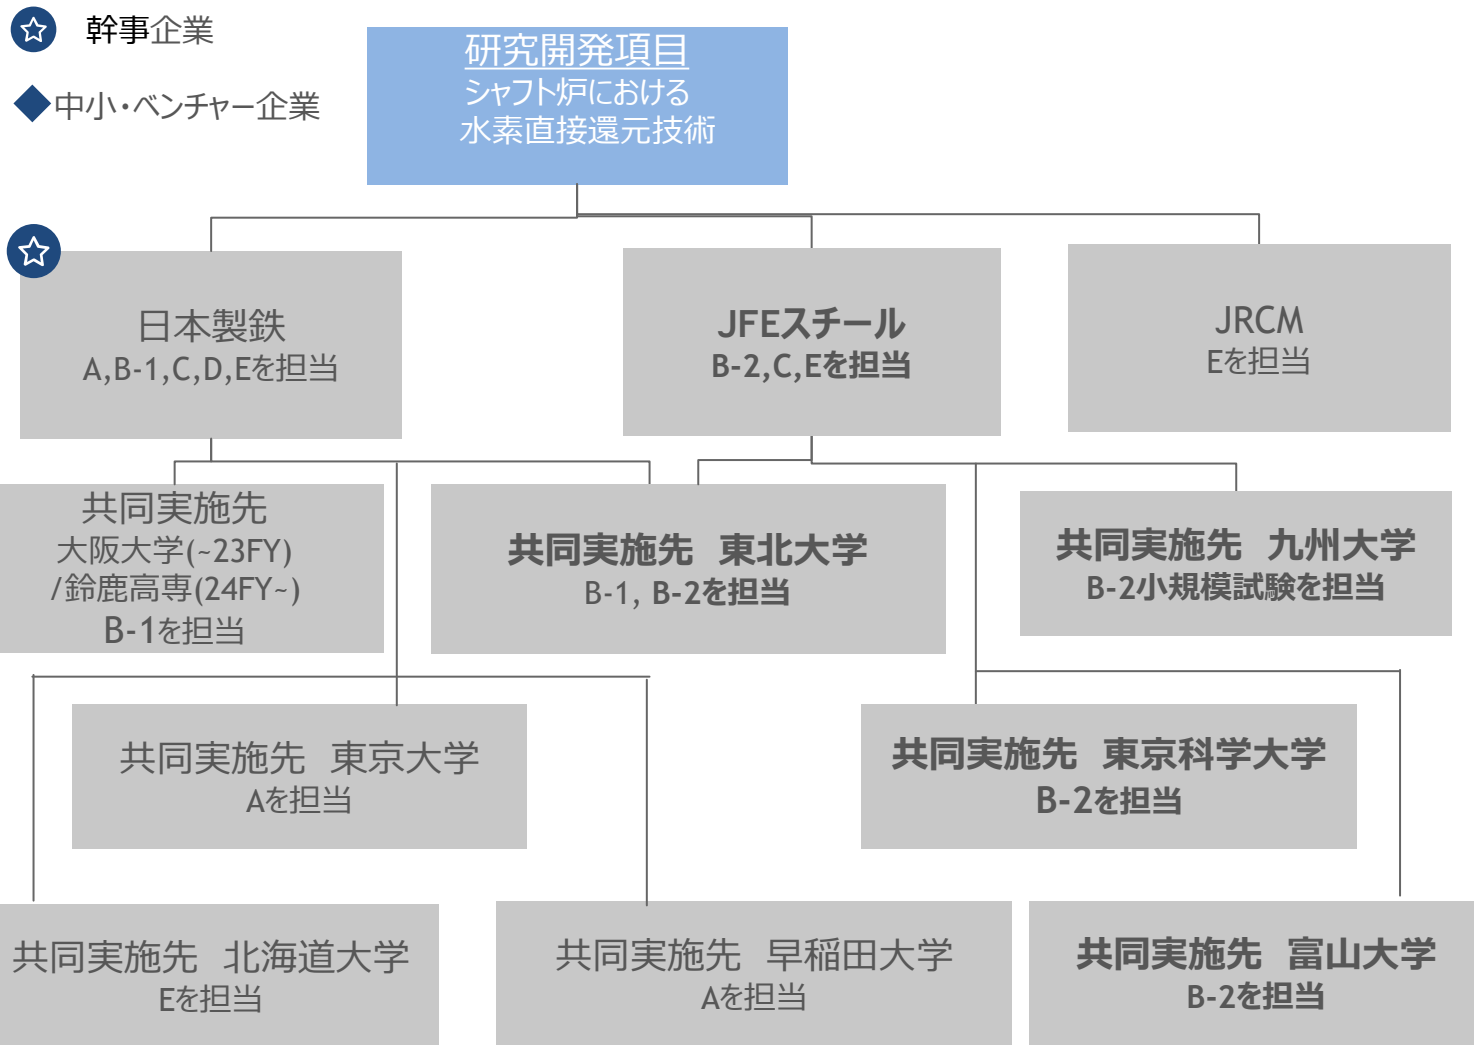 幹事企業
中小・ベンチャー企業
研究開発項目
シャフト炉における
水素直接還元技術
日本製鉄
A,B-1,C,D,Eを担当
JFEスチール
B-2,C,Eを担当
JRCM
Eを担当
共同実施先
大阪大学(~23FY)
/鈴鹿高専(24FY~)
B-1を担当
共同実施先　東北大学
B-1, B-2を担当
共同実施先　九州大学
B-2小規模試験を担当
共同実施先　東京大学
Aを担当
共同実施先　東京科学大学
B-2を担当
共同実施先　北海道大学
Eを担当
共同実施先　早稲田大学
Aを担当
共同実施先　富山大学
B-2を担当